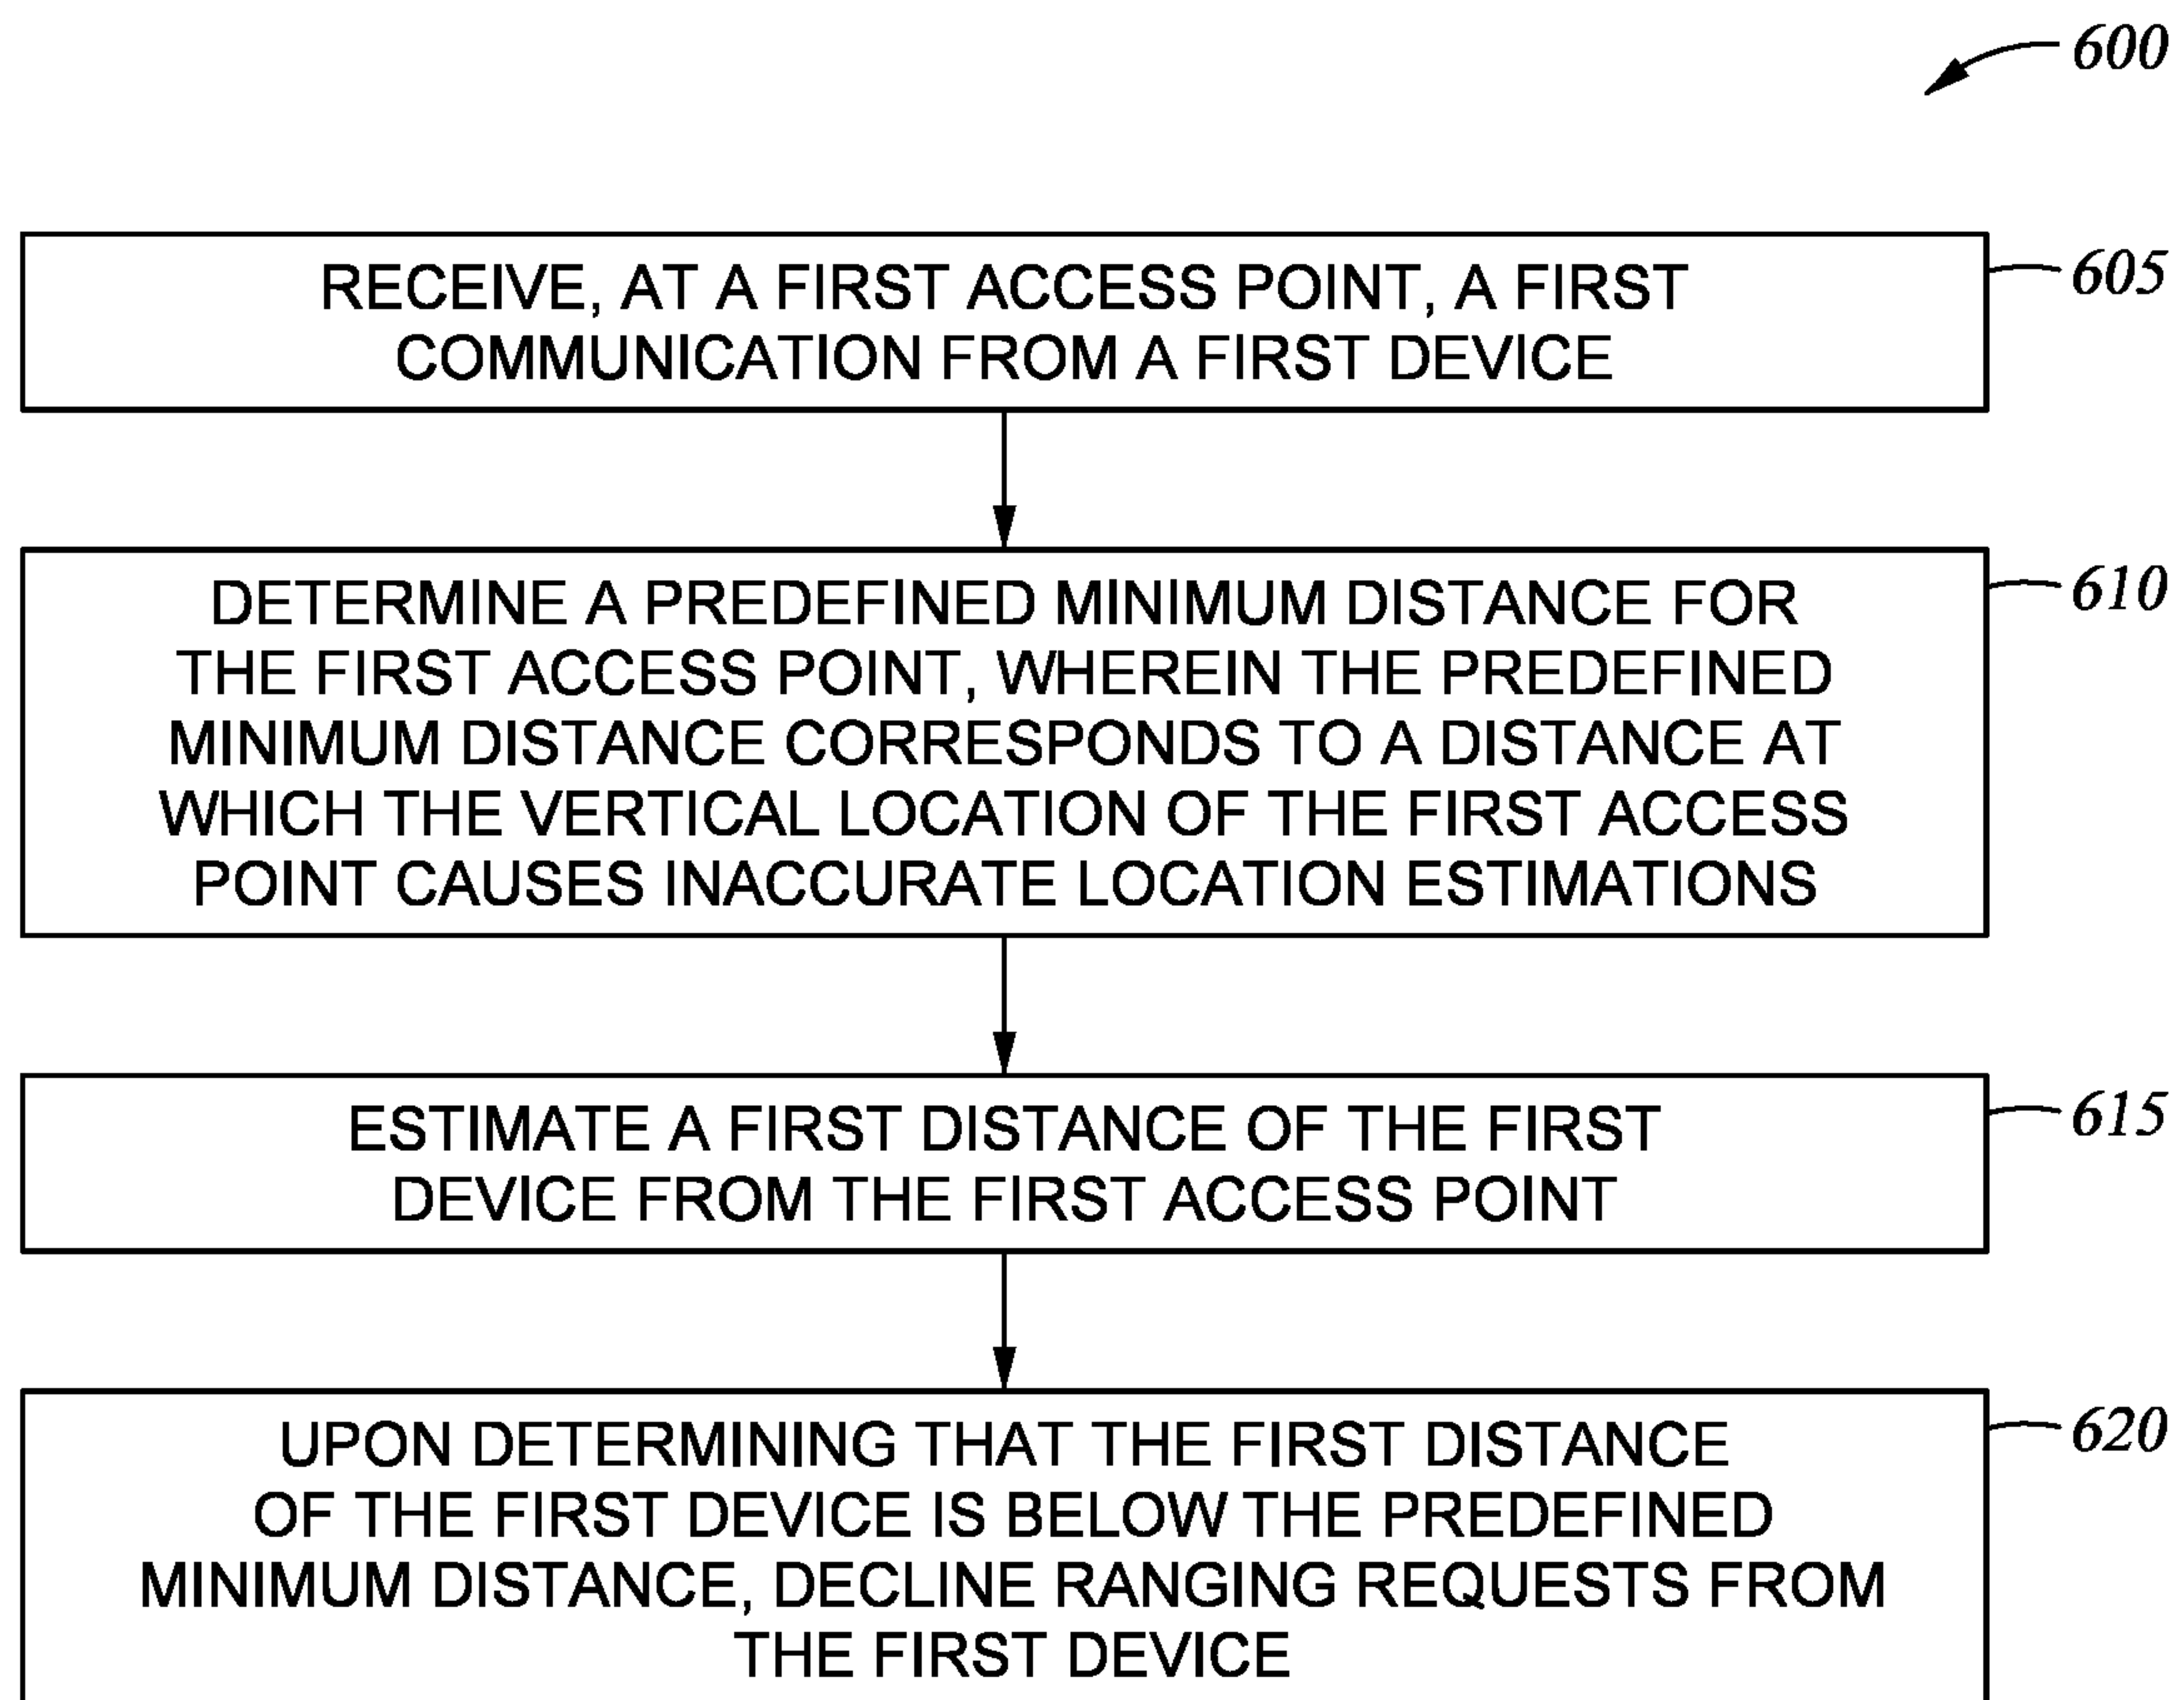 600
RECEIVE, AT A FIRST ACCESS POINT, A FIRST
COMMUNICATION FROM A FIRST DEVICE
605
DETERMINE A PREDEFINED MINIMUM DISTANCE FOR
THE FIRST ACCESS POINT, WHEREIN THE PREDEFINED
MINIMUM DISTANCE CORRESPONDS TO A DISTANCE AT
WHICH THE VERTICAL LOCATION OF THE FIRST ACCESS
POINT CAUSES INACCURATE LOCATION ESTIMATIONS
610
ESTIMATE A FIRST DISTANCE OF THE FIRST
DEVICE FROM THE FIRST ACCESS POINT
615
UPON DETERMINING THAT THE FIRST DISTANCE
OF THE FIRST DEVICE IS BELOW THE PREDEFINED
MINIMUM DISTANCE, DECLINE RANGING REQUESTS FROM
THE FIRST DEVICE
620